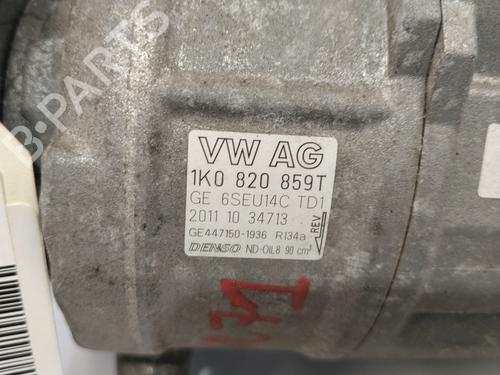 B-PARTS
VW AG
1K0 820 859T
GE 6SEU14C TD1
2011 10 34713
GE447150-1936 R134a
DENSO ND-OIL8 90 cm³
REV